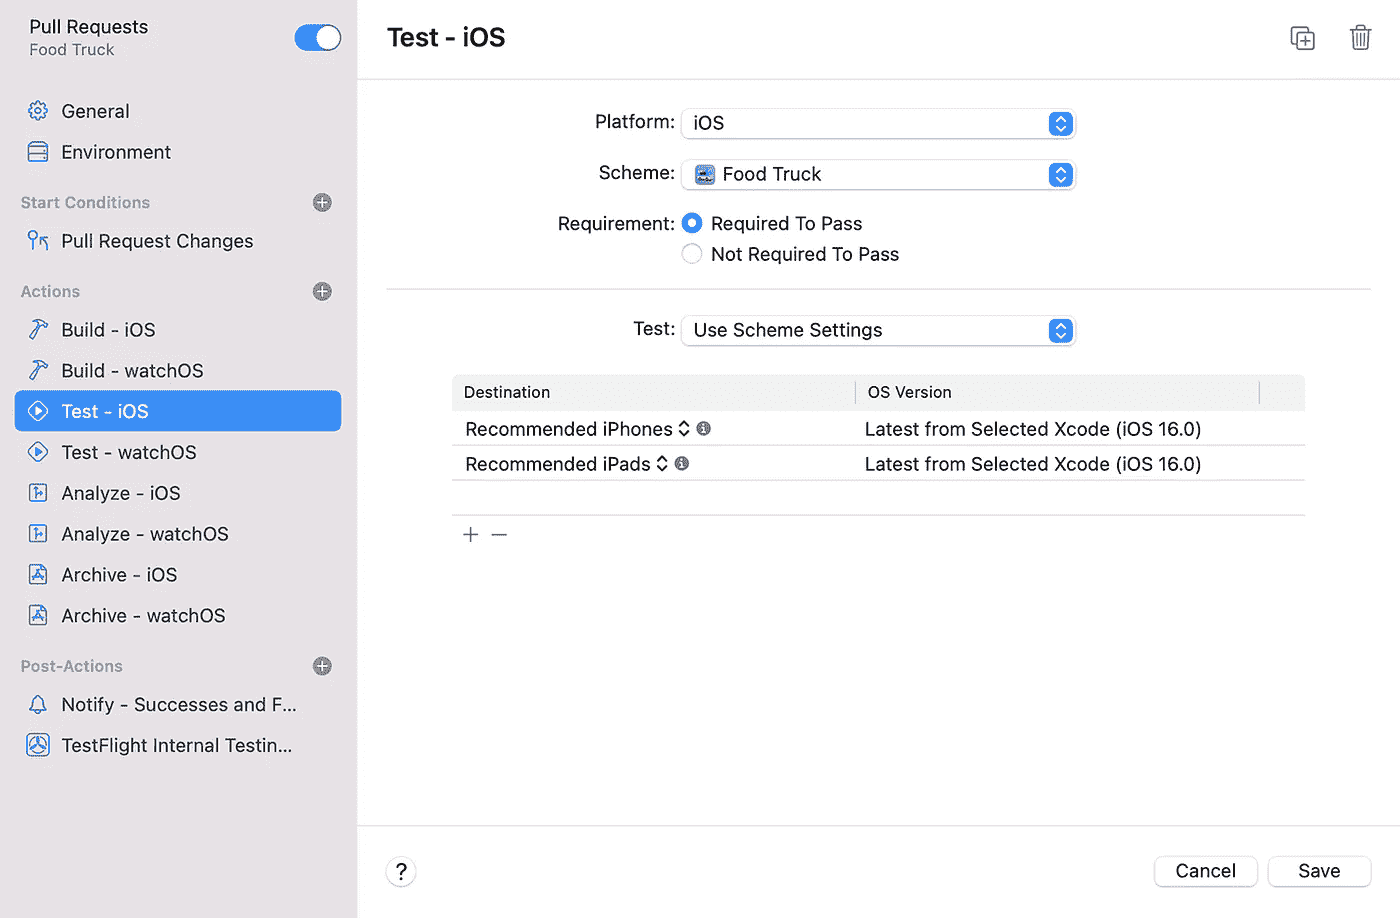 Pull Requests
Food Truck
General
Environment
Start Conditions
Pull Request Changes
Actions
Build - iOS
Build - watchOS
Test - iOS
Test - watchOS
Analyze - iOS
Analyze - watchOS
Archive - iOS
Archive - watchOS
Post-Actions
Notify - Successes and F...
TestFlight Internal Testin...
Test - iOS
Platform: iOS
Scheme: Food Truck
Requirement: Required To Pass
Not Required To Pass
Test: Use Scheme Settings
Destination OS Version
Recommended iPhones Latest from Selected Xcode (iOS 16.0)
Recommended iPads Latest from Selected Xcode (iOS 16.0)
+ −
? Cancel Save